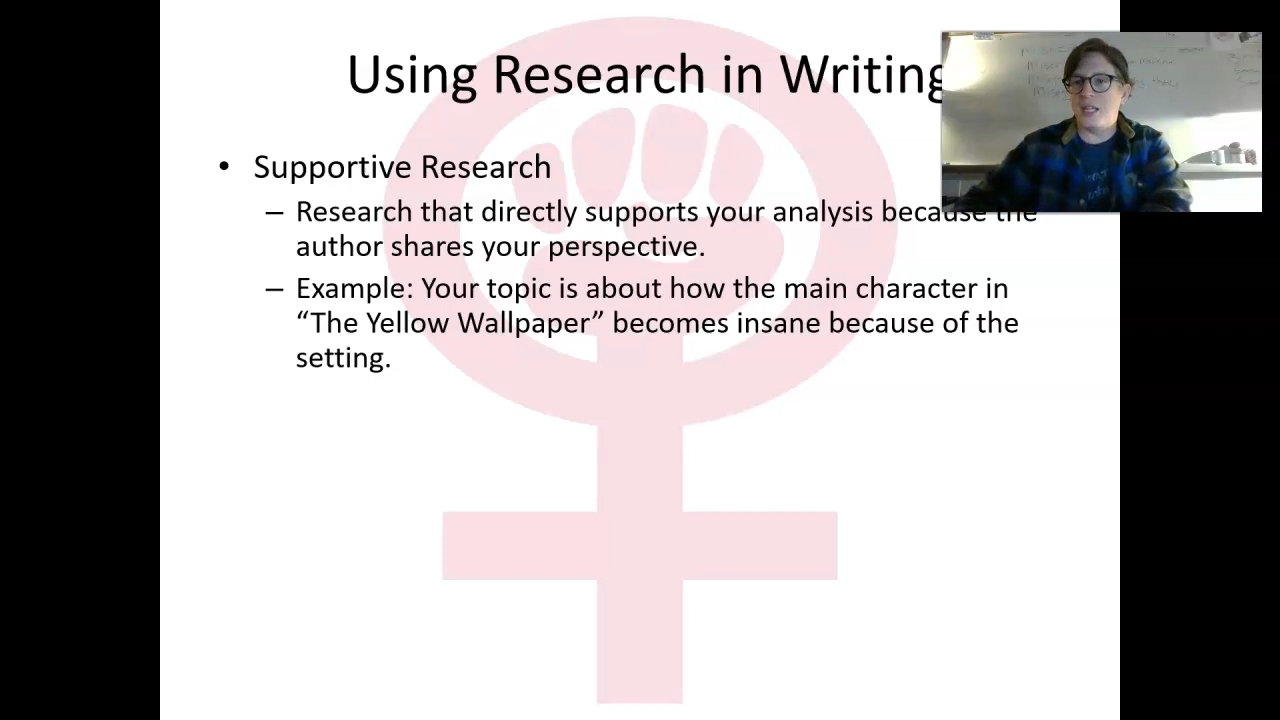 Using Research in Writing
• Supportive Research
– Research that directly supports your analysis because the
author shares your perspective.
– Example: Your topic is about how the main character in
“The Yellow Wallpaper” becomes insane because of the
setting.